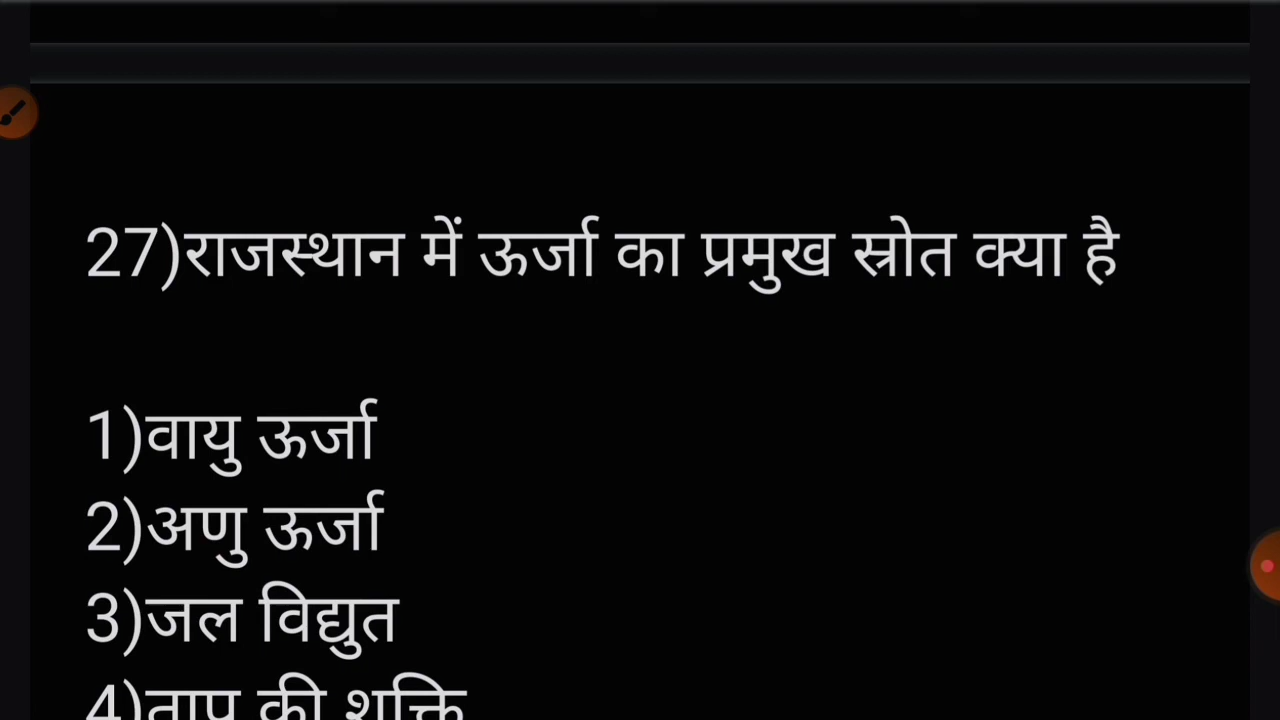 27)राजस्थान में ऊर्जा का प्रमुख स्रोत क्या है
1)वायु ऊर्जा
2)अणु ऊर्जा
3)जल विद्युत
4)ताप की शक्ति